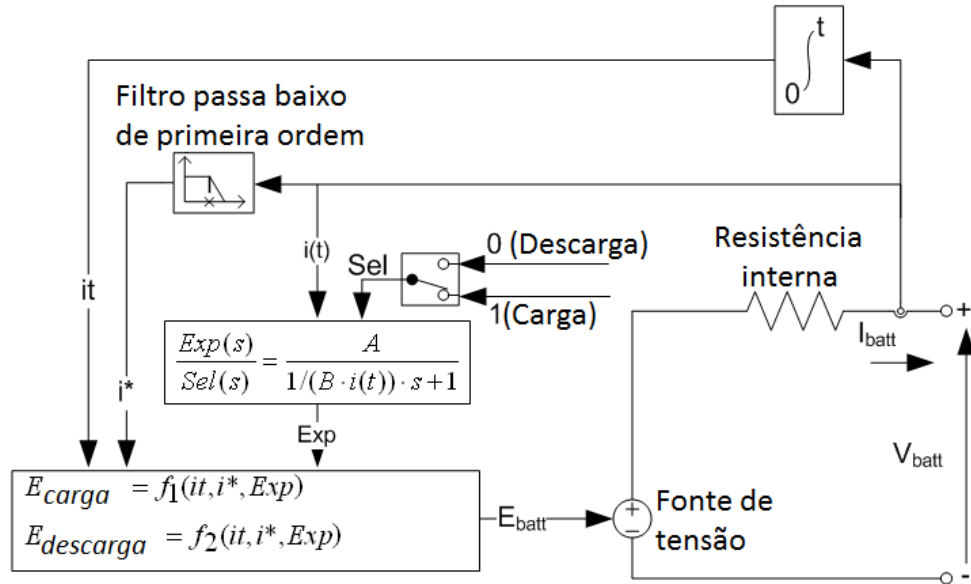 t
∫
0
Filtro passa baixo
de primeira ordem
i(t)
0 (Descarga)
Sel
1(Carga)
Resistência
interna
it
+
I_batt
Exp(s)/Sel(s) = A/(1/(B·i(t))·s+1)
i*
Exp
V_batt
E_carga = f_1(it,i*,Exp)
E_descarga = f_2(it,i*,Exp)
E_batt
+
−
Fonte de
tensão
-